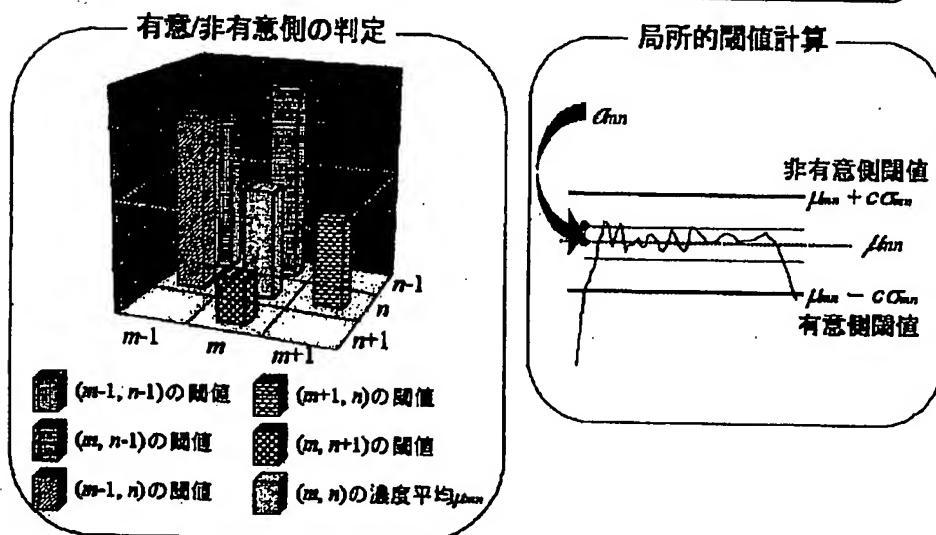 有意/非有意側の判定
m-1
m
m+1
n+1
n
n-1
(m-1, n-1)の閾値
(m, n-1)の閾値
(m-1, n)の閾値
(m+1, n)の閾値
(m, n+1)の閾値
(m, n)の濃度平均μmn
局所的閾値計算
σmn
非有意側閾値
μmn + cσmn
μmn
μmn − cσmn
有意側閾値